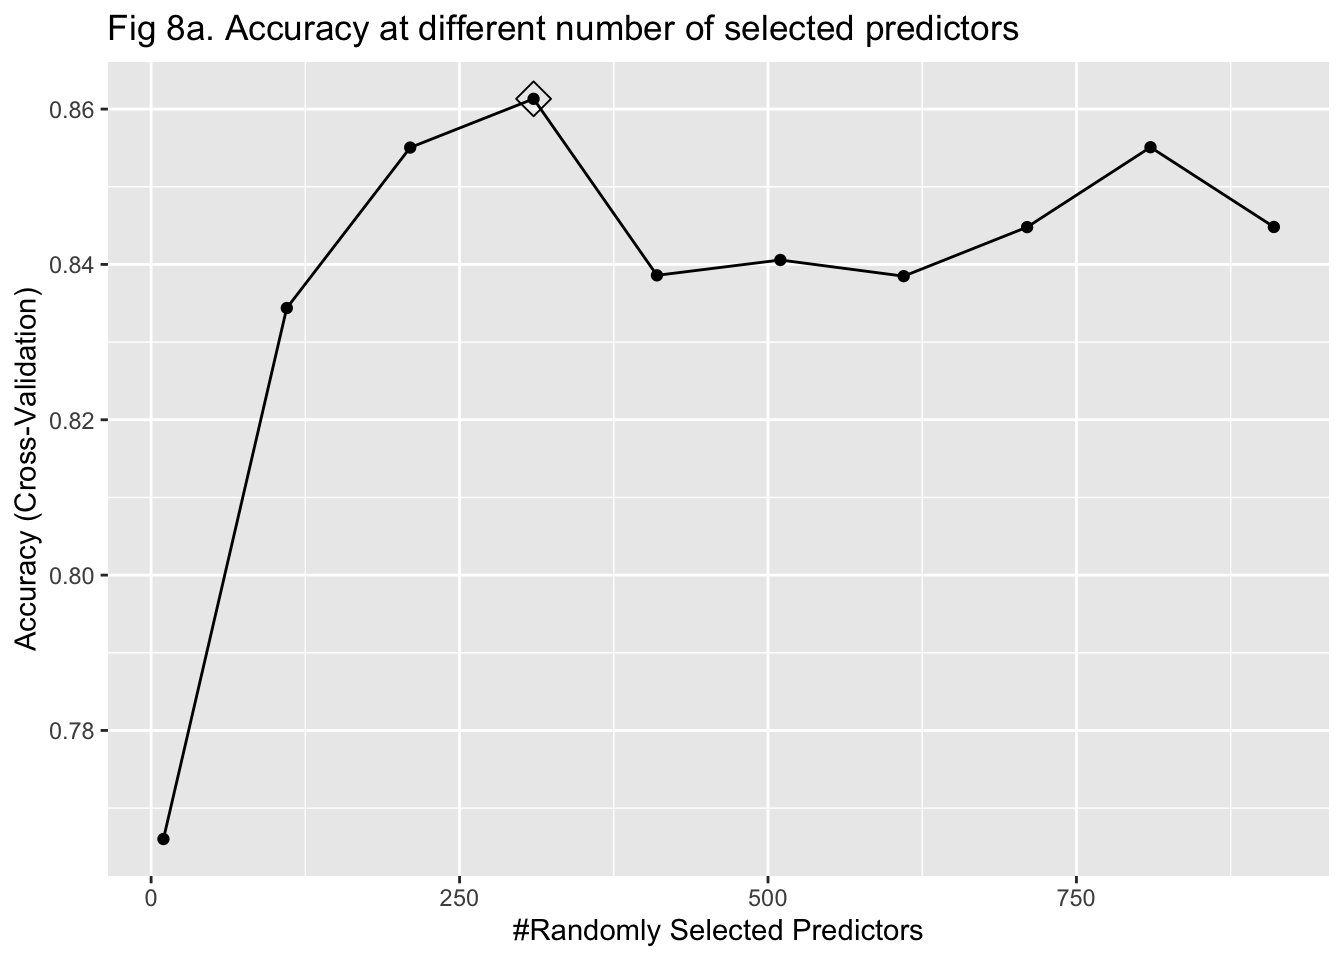 Fig 8a. Accuracy at different number of selected predictors
Accuracy (Cross-Validation)
0.86
0.84
0.82
0.80
0.78
0 250 500 750
#Randomly Selected Predictors